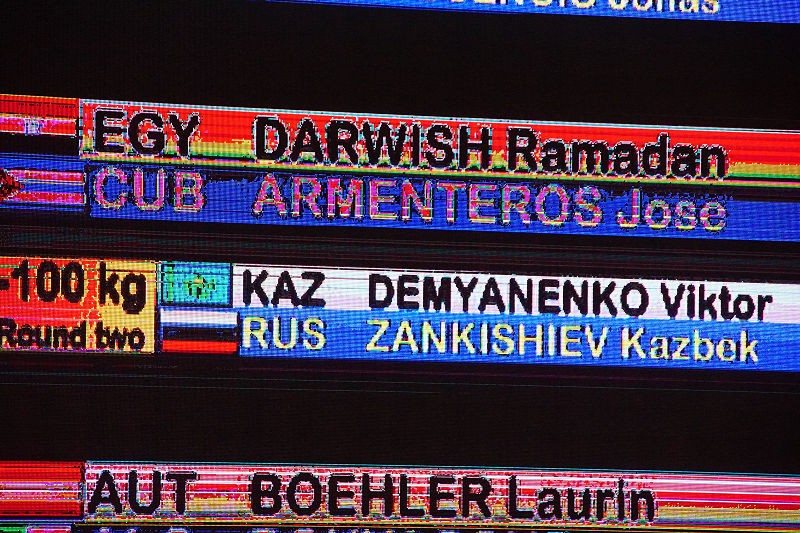 Jonas
EGY DARWISH Ramadan
CUB ARMENTEROS Jose
-100 kg KAZ DEMYANENKO Viktor
Round two RUS ZANKISHIEV Kazbek
AUT BOEHLER Laurin